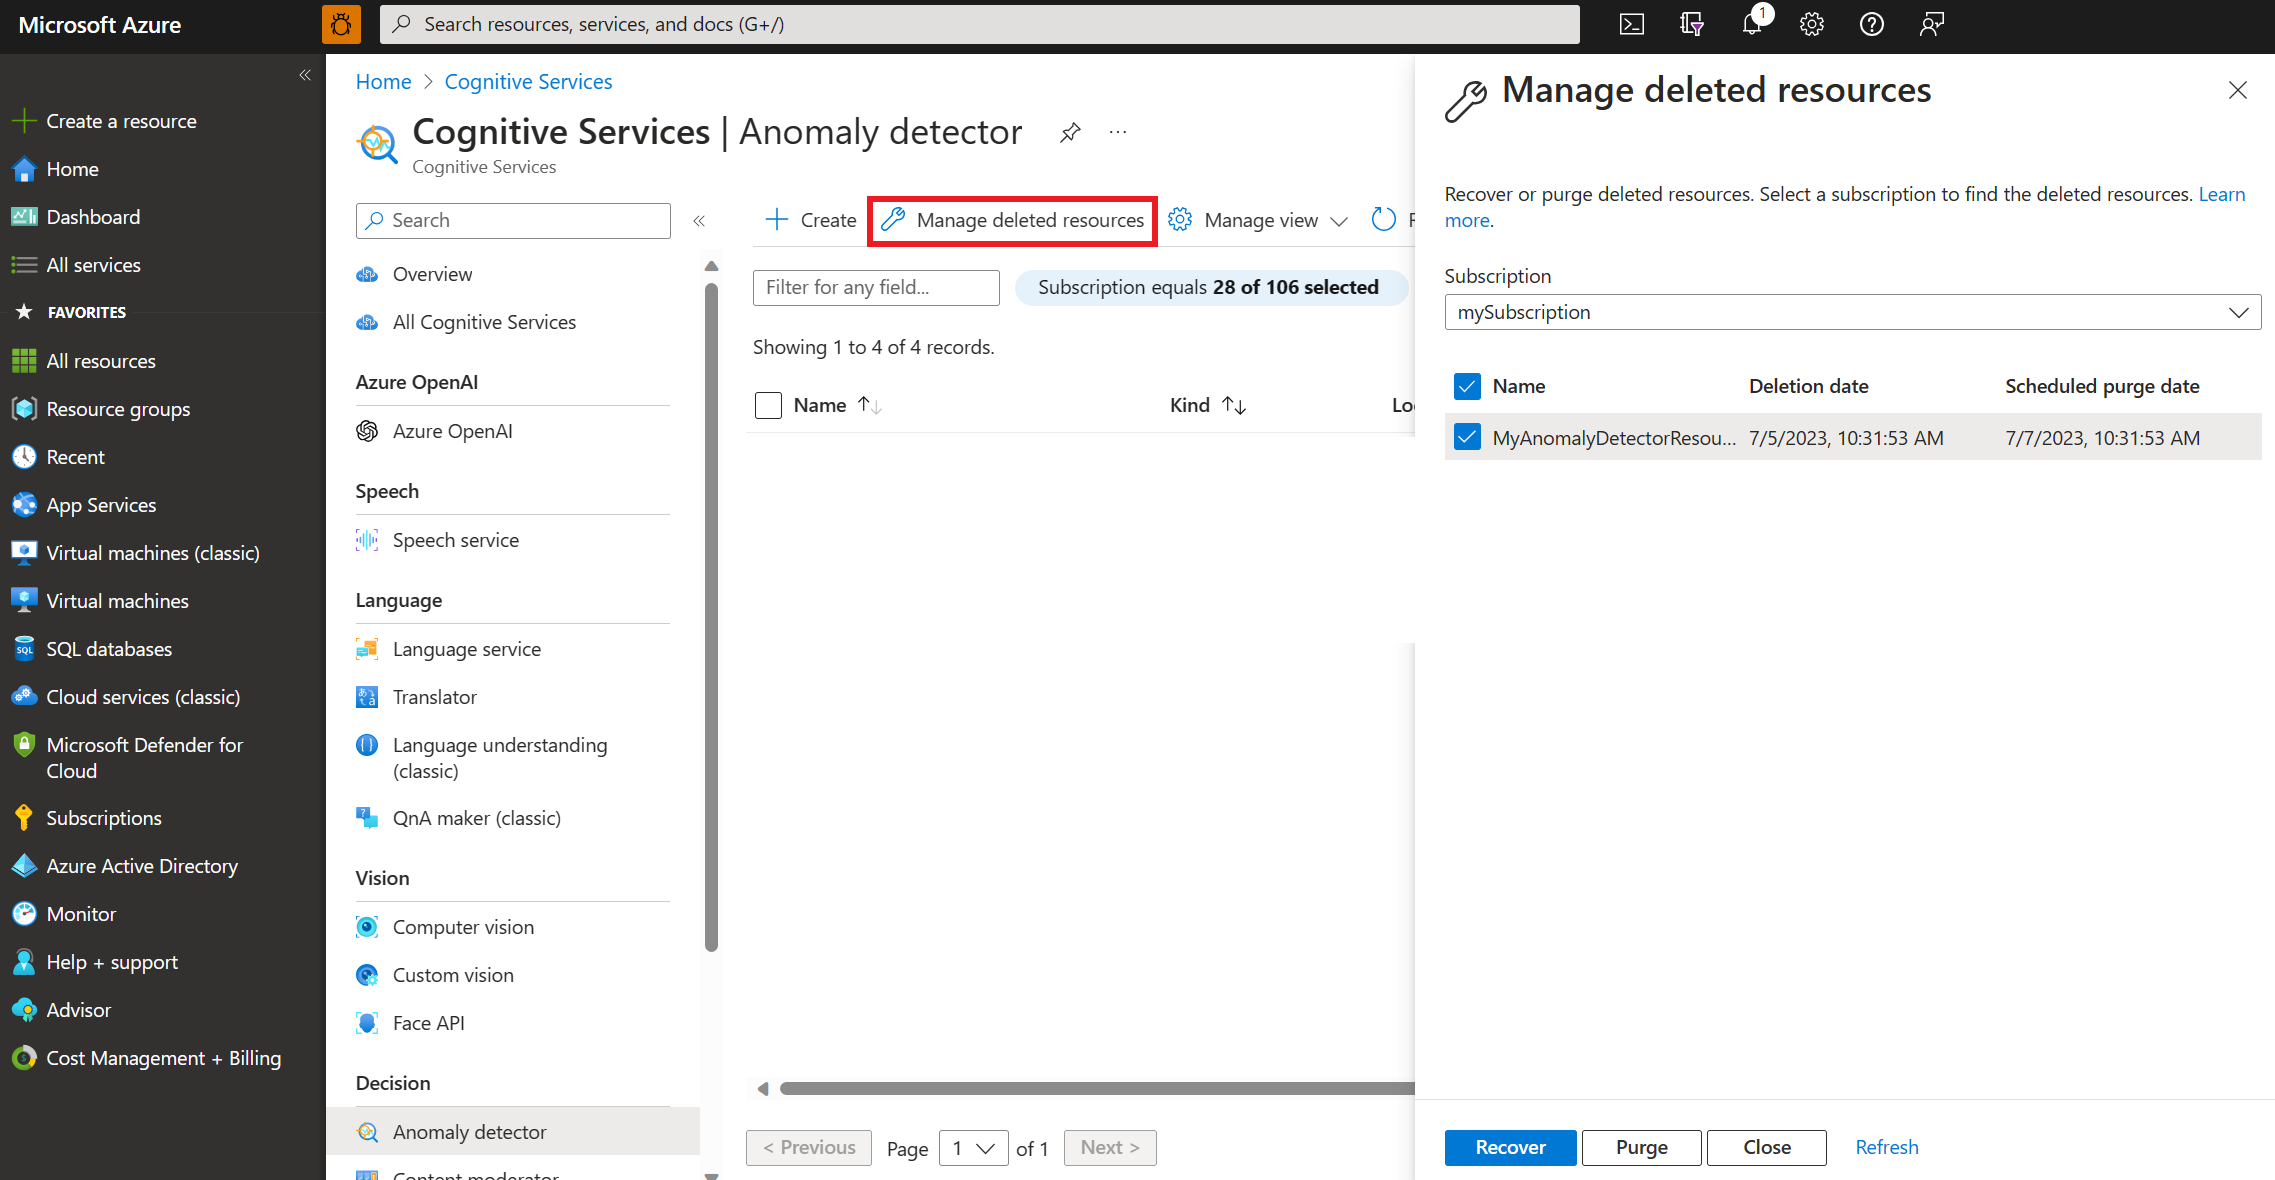 Microsoft Azure
Search resources, services, and docs (G+/)
1
Create a resource
Home
Dashboard
All services
FAVORITES
All resources
Resource groups
Recent
App Services
Virtual machines (classic)
Virtual machines
SQL databases
Cloud services (classic)
Microsoft Defender for
Cloud
Subscriptions
Azure Active Directory
Monitor
Help + support
Advisor
Cost Management + Billing
Home > Cognitive Services
Cognitive Services | Anomaly detector
Cognitive Services
Search
Overview
All Cognitive Services
Azure OpenAI
Azure OpenAI
Speech
Speech service
Language
Language service
Translator
Language understanding
(classic)
QnA maker (classic)
Vision
Computer vision
Custom vision
Face API
Decision
Anomaly detector
Content moderator
Create
Manage deleted resources
Manage view
Filter for any field...
Subscription equals 28 of 106 selected
Showing 1 to 4 of 4 records.
Name Kind
< Previous Page 1 of 1 Next >
Manage deleted resources
Recover or purge deleted resources. Select a subscription to find the deleted resources. Learn
more.
Subscription
mySubscription
Name Deletion date Scheduled purge date
MyAnomalyDetectorResou... 7/5/2023, 10:31:53 AM 7/7/2023, 10:31:53 AM
Recover Purge Close Refresh